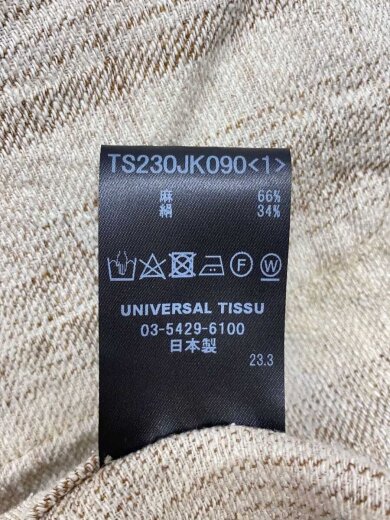 TS230JK090<1>
麻 66%
絹 34%
F W
UNIVERSAL TISSU
03-5429-6100
日本製
23.3